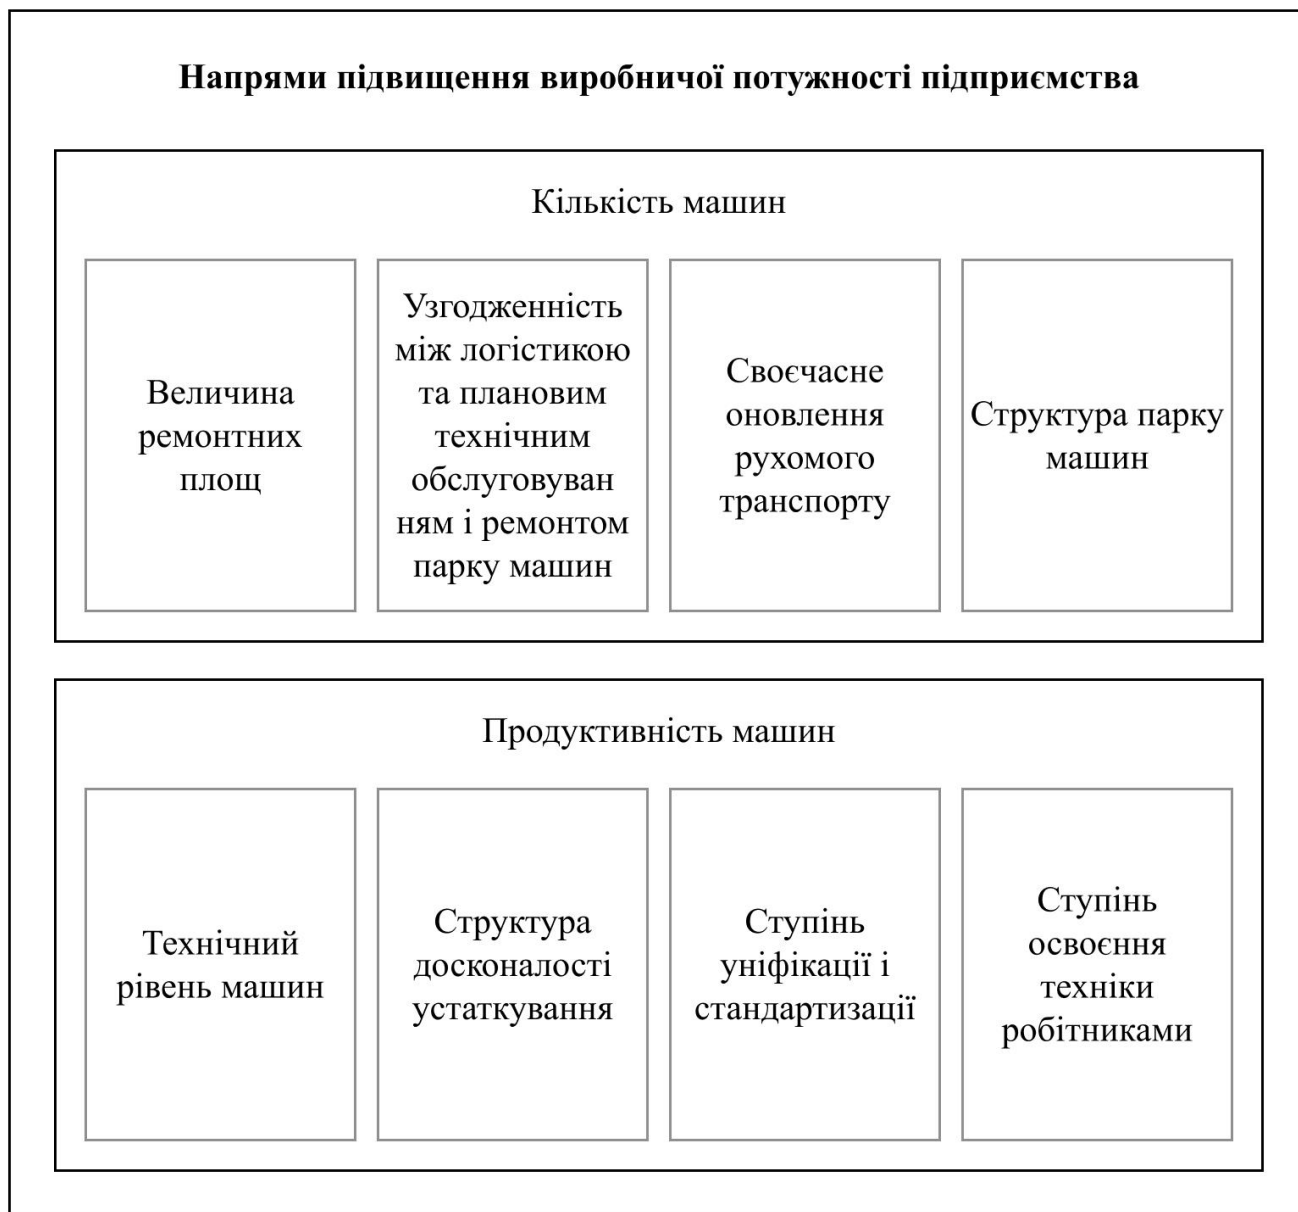 Напрями підвищення виробничої потужності підприємства
Кількість машин
Величина
ремонтних
площ
Узгодженність
між логістикою
та плановим
технічним
обслуговуван
ням і ремонтом
парку машин
Своєчасне
оновлення
рухомого
транспорту
Структура парку
машин
Продуктивність машин
Технічний
рівень машин
Структура
досконалості
устаткування
Ступінь
уніфікації і
стандартизації
Ступінь
освоєння
техніки
робітниками